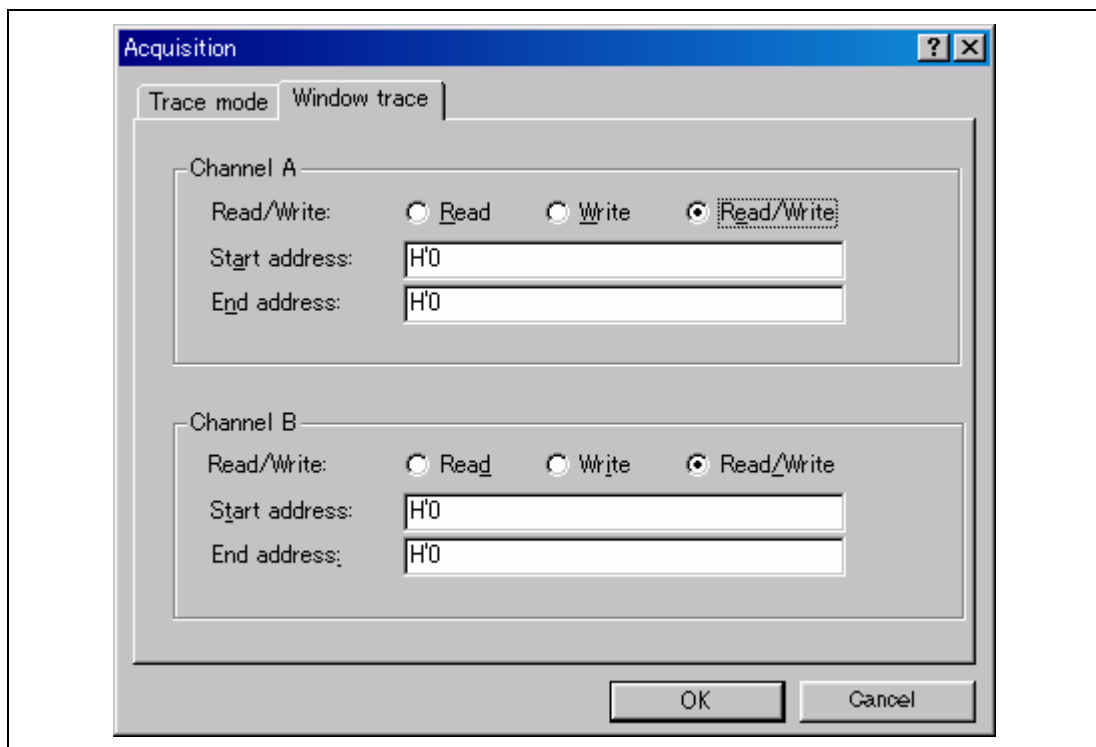 Acquisition
Trace mode Window trace
Channel A
Read/Write: Read Write Read/Write
Start address: H'0
End address: H'0
Channel B
Read/Write: Read Write Read/Write
Start address: H'0
End address: H'0
OK Cancel